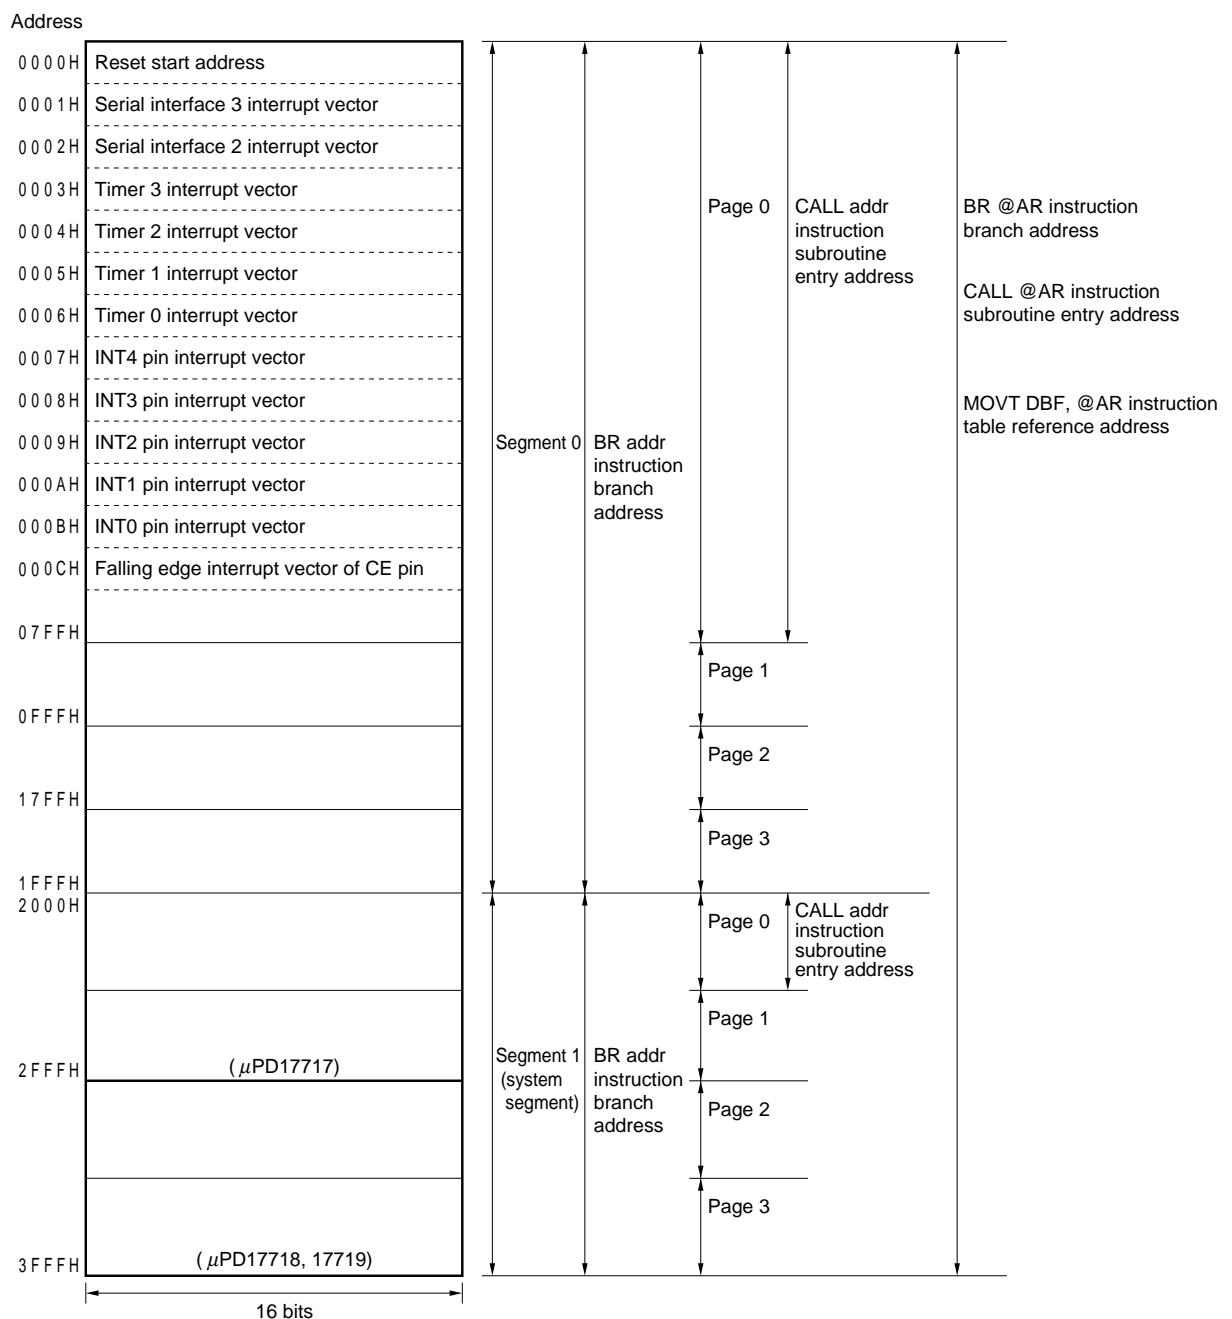 Address
0000H Reset start address
0001H Serial interface 3 interrupt vector
0002H Serial interface 2 interrupt vector
0003H Timer 3 interrupt vector
0004H Timer 2 interrupt vector
0005H Timer 1 interrupt vector
0006H Timer 0 interrupt vector
0007H INT4 pin interrupt vector
0008H INT3 pin interrupt vector
0009H INT2 pin interrupt vector
000AH INT1 pin interrupt vector
000BH INT0 pin interrupt vector
000CH Falling edge interrupt vector of CE pin
07FFH
0FFFH
17FFH
1FFFH
2000H
2FFFH (μPD17717)
3FFFH (μPD17718, 17719)
16 bits
Segment 0
BR addr
instruction
branch
address
Page 0
CALL addr
instruction
subroutine
entry address
Page 1
Page 2
Page 3
BR @AR instruction
branch address
CALL @AR instruction
subroutine entry address
MOVT DBF, @AR instruction
table reference address
Segment 1
(system
segment)
BR addr
instruction
branch
address
Page 0
CALL addr
instruction
subroutine
entry address
Page 1
Page 2
Page 3